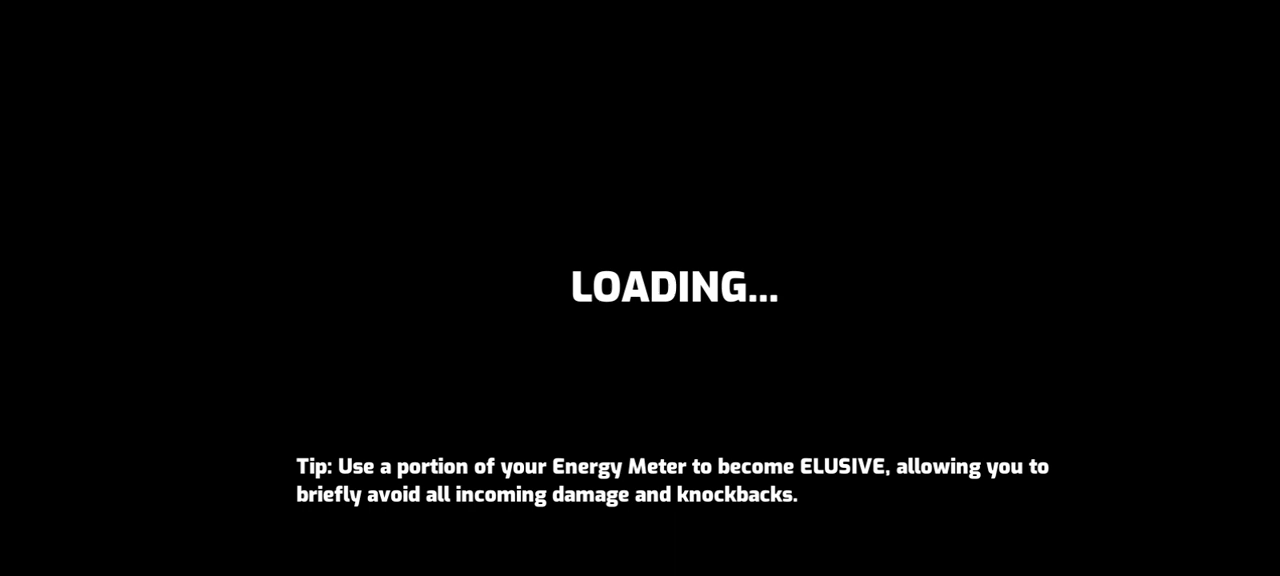 LOADING...
Tip: Use a portion of your Energy Meter to become ELUSIVE, allowing you to
briefly avoid all incoming damage and knockbacks.